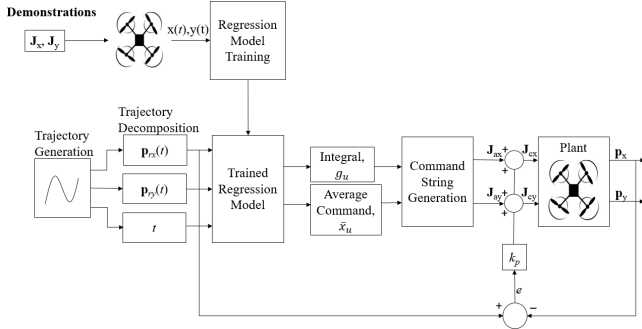 Demonstrations
J_x, J_y
x(t),y(t)
Regression
Model
Training
Trajectory
Generation
Trajectory
Decomposition
p_rx(t)
p_ry(t)
t
Trained
Regression
Model
Integral,
g_u
Average
Command,
x̄_u
Command
String
Generation
J_ax + J_cx
+
J_ay + J_cy
+
Plant
p_x
p_y
k_p
e
+ −